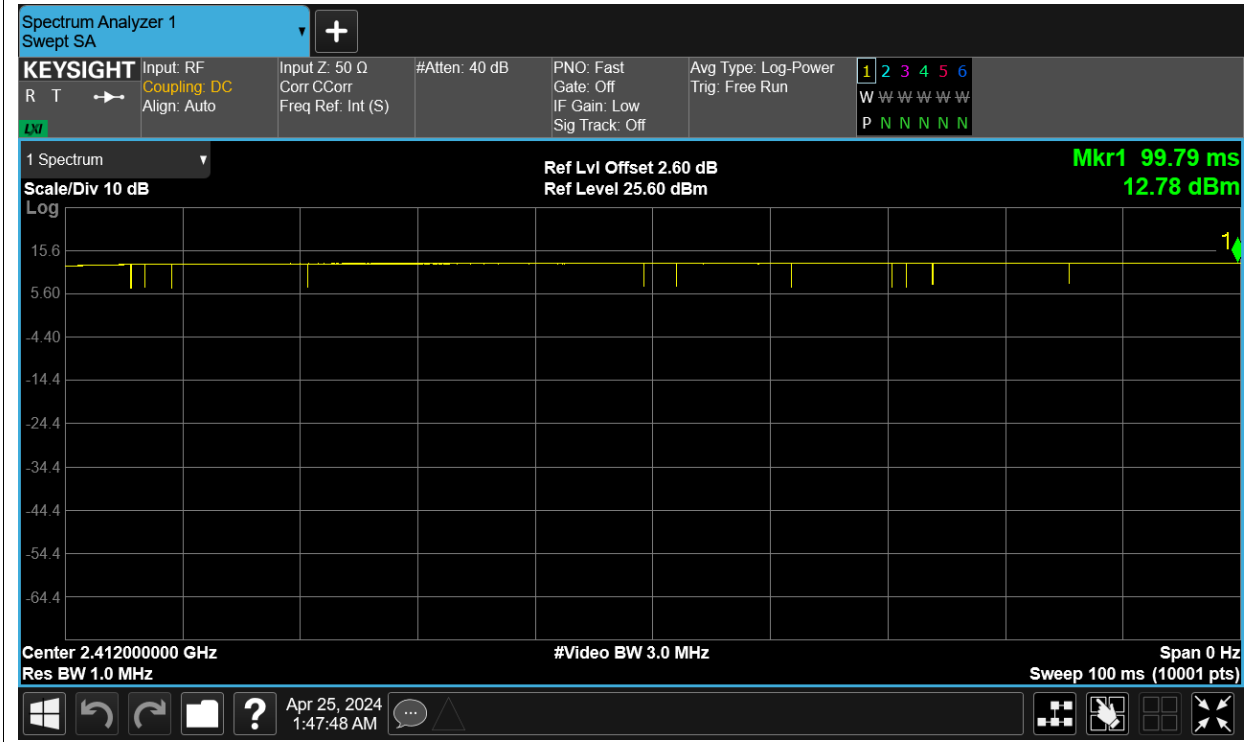 Spectrum Analyzer 1
Swept SA
+
KEYSIGHT
R T
LXI
Input: RF
Coupling: DC
Align: Auto
Input Z: 50 Ω
Corr CCorr
Freq Ref: Int (S)
#Atten: 40 dB
PNO: Fast
Gate: Off
IF Gain: Low
Sig Track: Off
Avg Type: Log-Power
Trig: Free Run
1 2 3 4 5 6
W W W W W W
P N N N N N
1 Spectrum
Scale/Div 10 dB
Log
Ref Lvl Offset 2.60 dB
Ref Level 25.60 dBm
Mkr1 99.79 ms
12.78 dBm
1
15.6
5.60
-4.40
-14.4
-24.4
-34.4
-44.4
-54.4
-64.4
Center 2.412000000 GHz
Res BW 1.0 MHz
#Video BW 3.0 MHz
Span 0 Hz
Sweep 100 ms (10001 pts)
?
Apr 25, 2024
1:47:48 AM